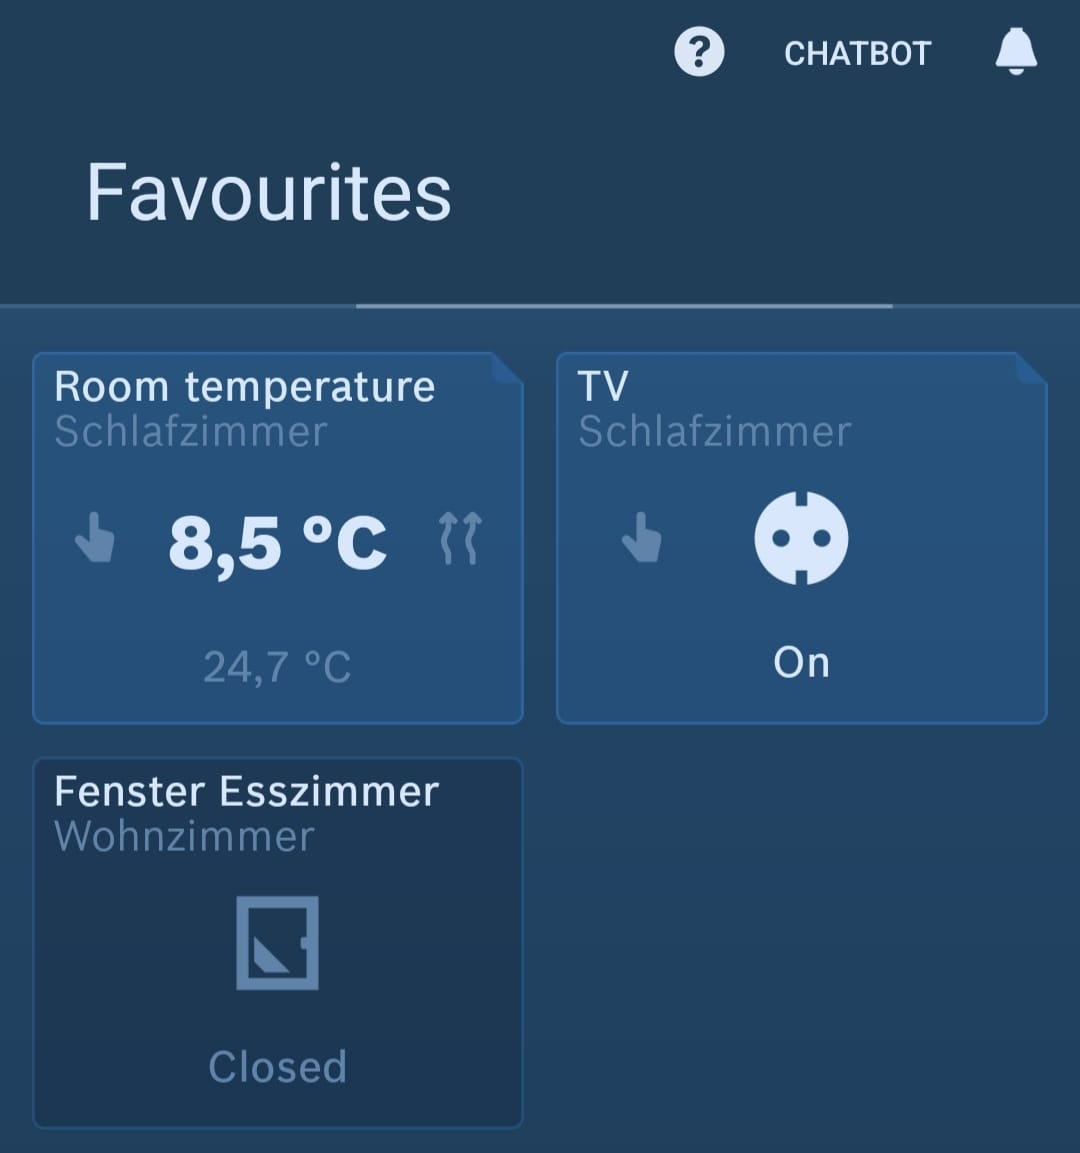 CHATBOT
Favourites
Room temperature
Schlafzimmer
8,5 °C
24,7 °C
TV
Schlafzimmer
On
Fenster Esszimmer
Wohnzimmer
Closed